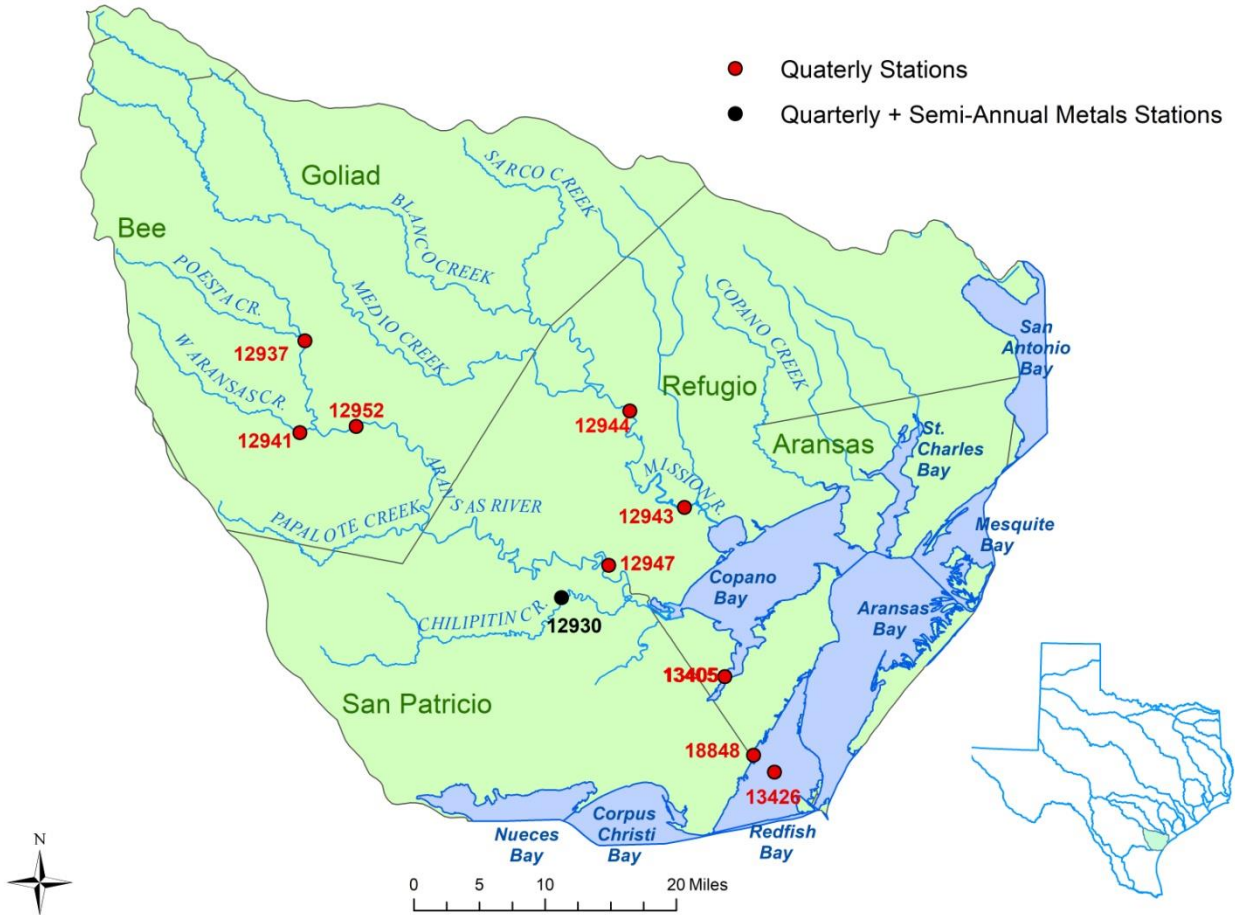 Quaterly Stations
Quarterly + Semi-Annual Metals Stations
SARCO CREEK
Goliad
BLANCO CREEK
Bee
POESTA CR.
MEDIO CREEK
COPANO CREEK
San
Antonio
Bay
12937
W ARANSAS CR.
Refugio
12952
12944
12941
Aransas
St.
Charles
Bay
ARANSAS RIVER
MISSION R.
PAPALOTE CREEK
12943
Mesquite
Bay
12947
Copano
Bay
Aransas
Bay
CHILIPITIN CR.
12930
13405
San Patricio
18848
13426
Nueces
Bay
Corpus
Christi
Bay
Redfish
Bay
N
0 5 10 20 Miles